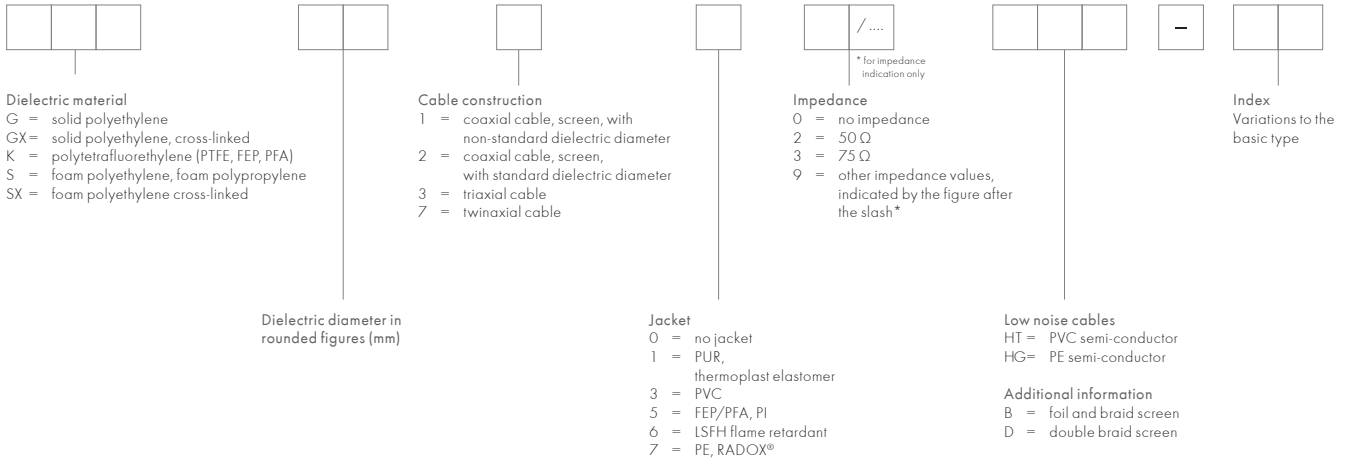 / ....
–
* for impedance
indication only
Dielectric material
G = solid polyethylene
GX= solid polyethylene, cross-linked
K = polytetrafluorethylene (PTFE, FEP, PFA)
S = foam polyethylene, foam polypropylene
SX = foam polyethylene cross-linked
Cable construction
1 = coaxial cable, screen, with
non-standard dielectric diameter
2 = coaxial cable, screen,
with standard dielectric diameter
3 = triaxial cable
7 = twinaxial cable
Impedance
0 = no impedance
2 = 50 Ω
3 = 75 Ω
9 = other impedance values,
indicated by the figure after
the slash*
Index
Variations to the
basic type
Dielectric diameter in
rounded figures (mm)
Jacket
0 = no jacket
1 = PUR,
thermoplast elastomer
3 = PVC
5 = FEP/PFA, PI
6 = LSFH flame retardant
7 = PE, RADOX®
Low noise cables
HT = PVC semi-conductor
HG= PE semi-conductor
Additional information
B = foil and braid screen
D = double braid screen